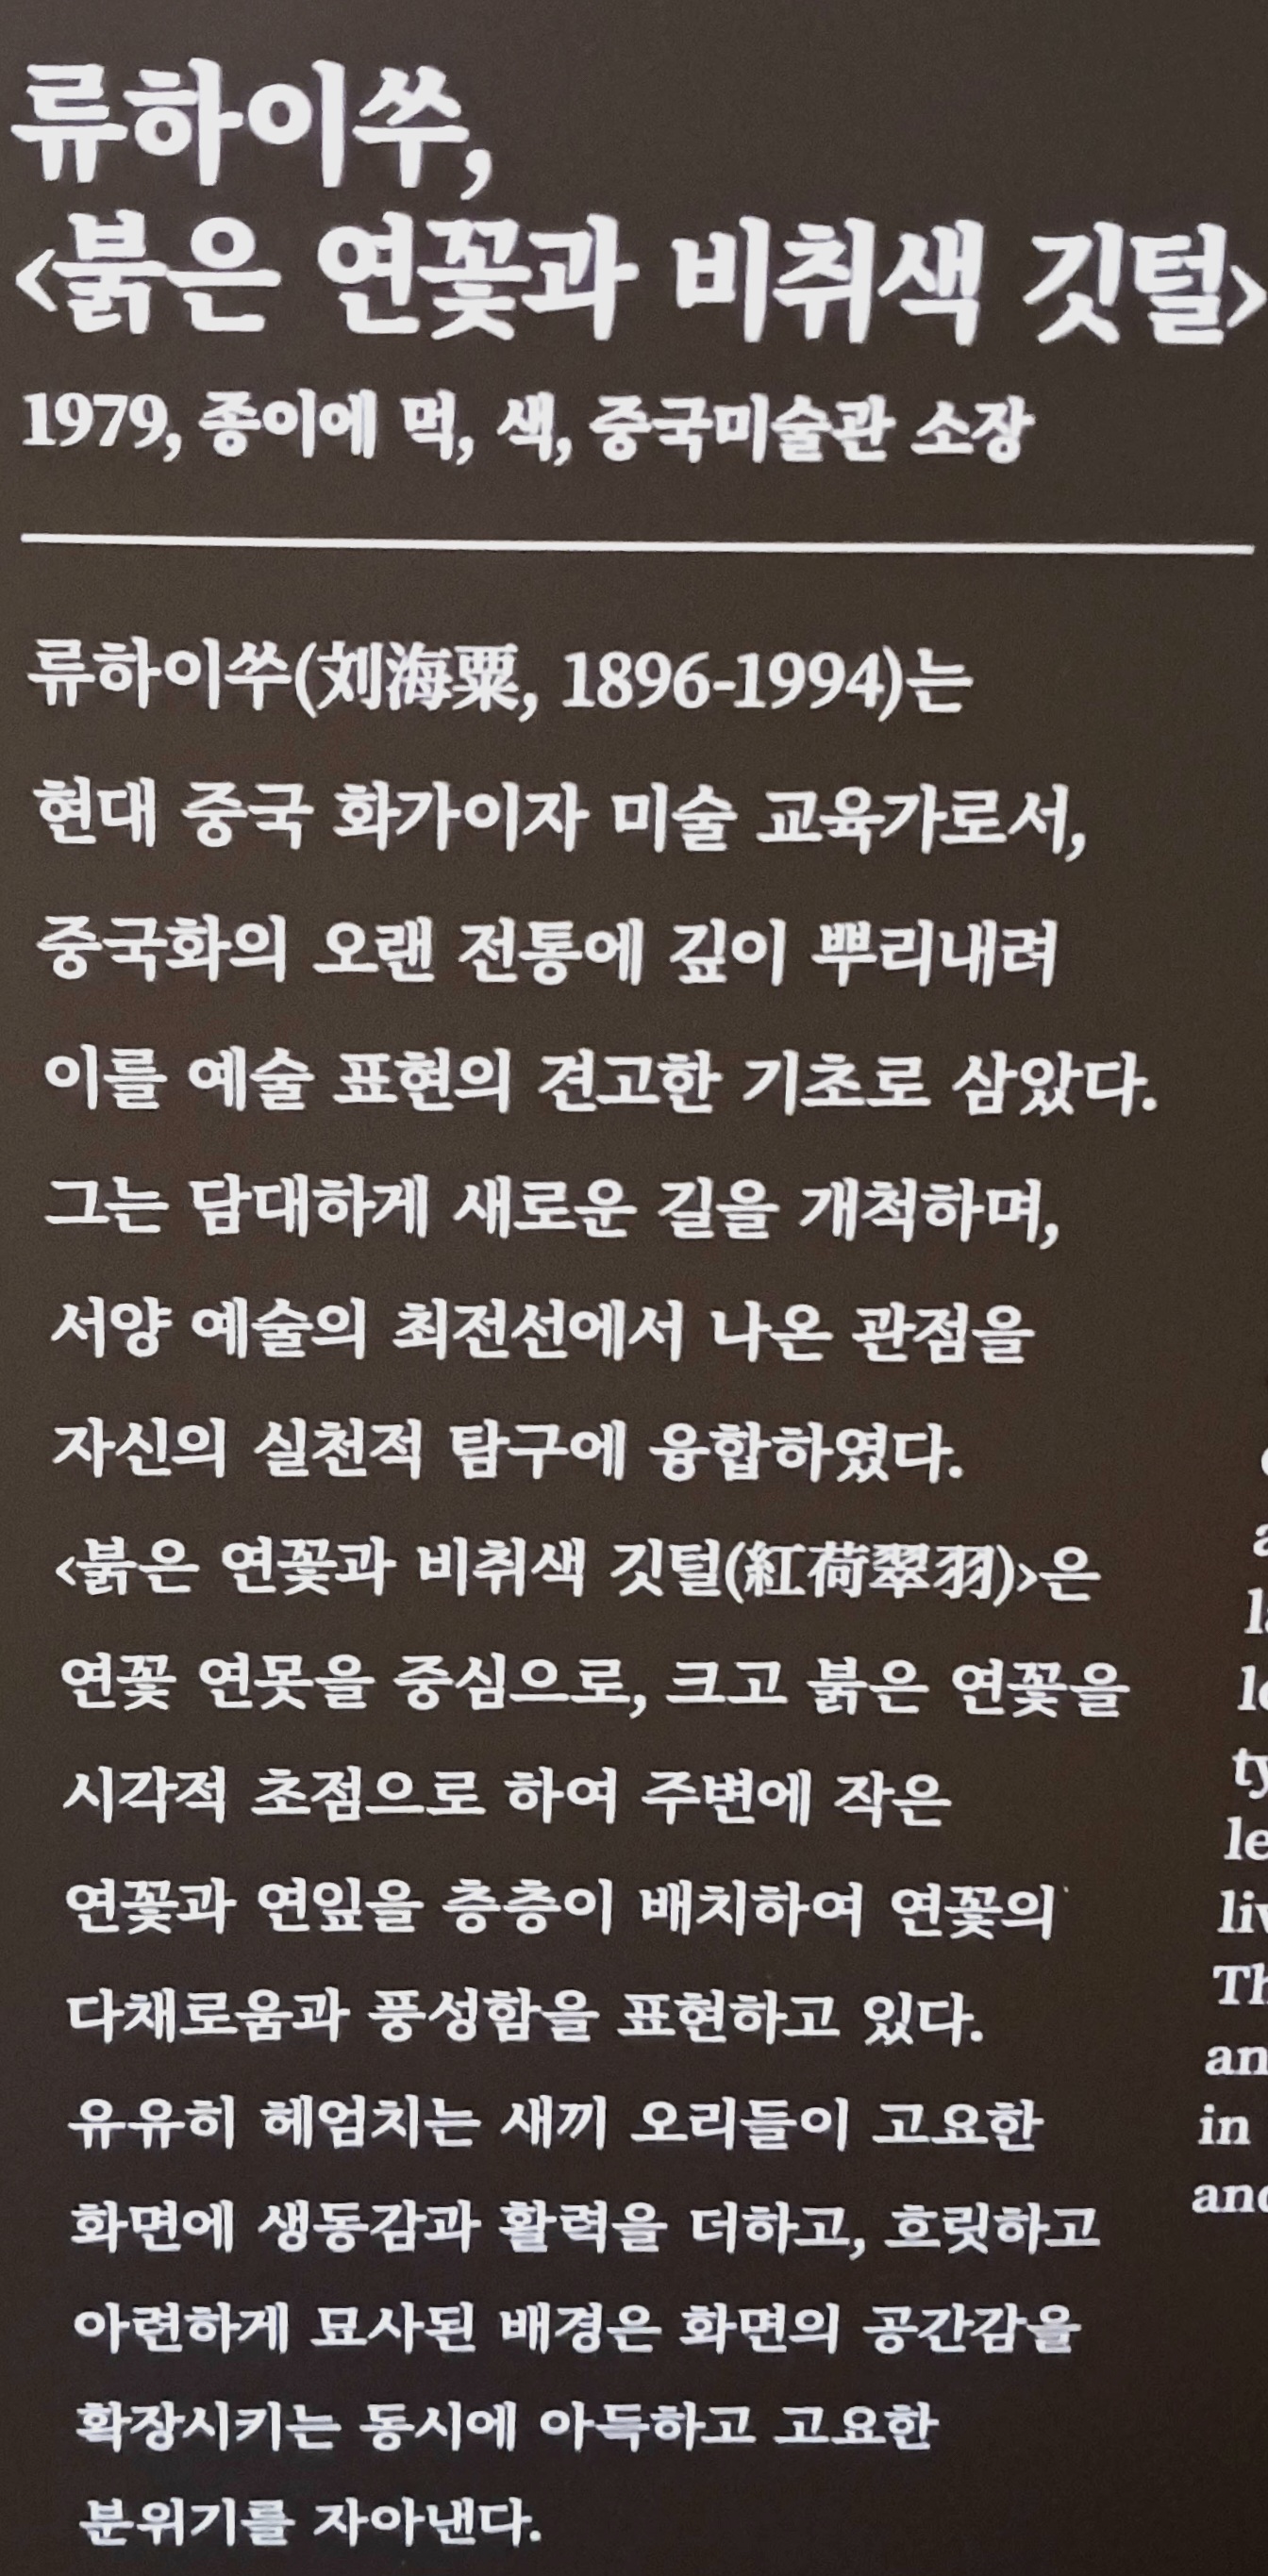 류하이쑤,
<붉은 연꽃과 비취색 깃털>
1979, 종이에 먹, 색, 중국미술관 소장
류하이쑤(刘海粟, 1896-1994)는
현대 중국 화가이자 미술 교육가로서,
중국화의 오랜 전통에 깊이 뿌리내려
이를 예술 표현의 견고한 기초로 삼았다.
그는 담대하게 새로운 길을 개척하며,
서양 예술의 최전선에서 나온 관점을
자신의 실천적 탐구에 융합하였다.
<붉은 연꽃과 비취색 깃털(紅荷翠羽)>은
연꽃 연못을 중심으로, 크고 붉은 연꽃을
시각적 초점으로 하여 주변에 작은
연꽃과 연잎을 층층이 배치하여 연꽃의
다채로움과 풍성함을 표현하고 있다.
유유히 헤엄치는 새끼 오리들이 고요한
화면에 생동감과 활력을 더하고, 흐릿하고
아련하게 묘사된 배경은 화면의 공간감을
확장시키는 동시에 아득하고 고요한
분위기를 자아낸다.
in